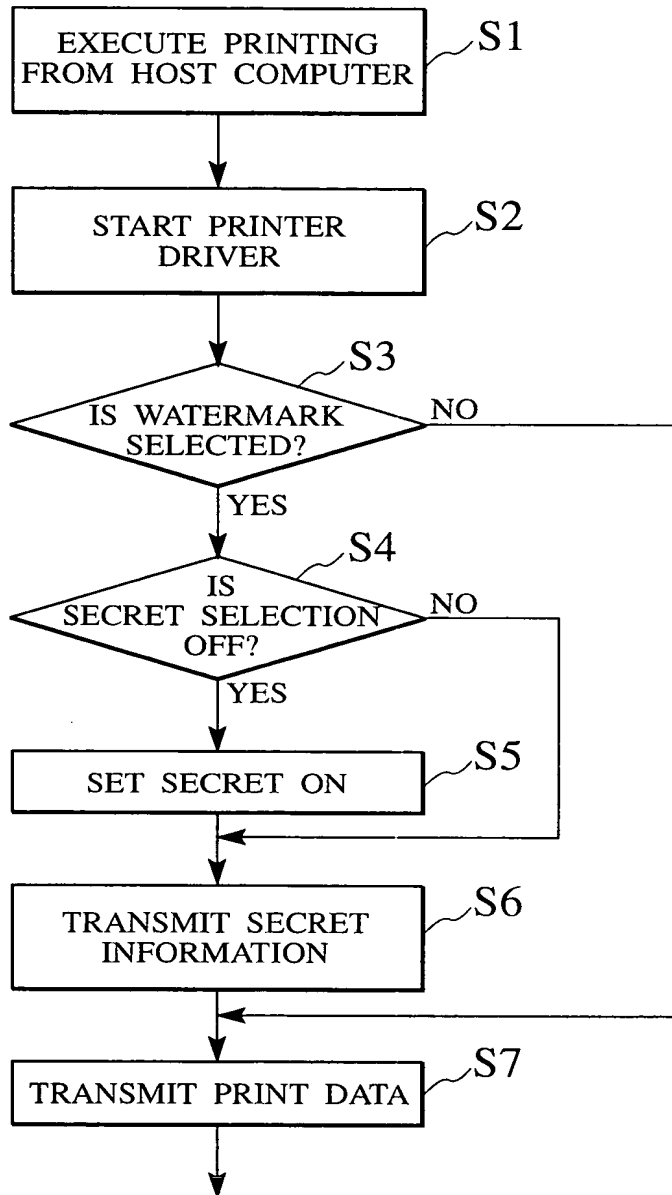 EXECUTE PRINTING
FROM HOST COMPUTER
S1
START PRINTER
DRIVER
S2
S3
IS WATERMARK
SELECTED?
NO
YES
S4
IS
SECRET SELECTION
OFF?
NO
YES
SET SECRET ON
S5
TRANSMIT SECRET
INFORMATION
S6
TRANSMIT PRINT DATA
S7